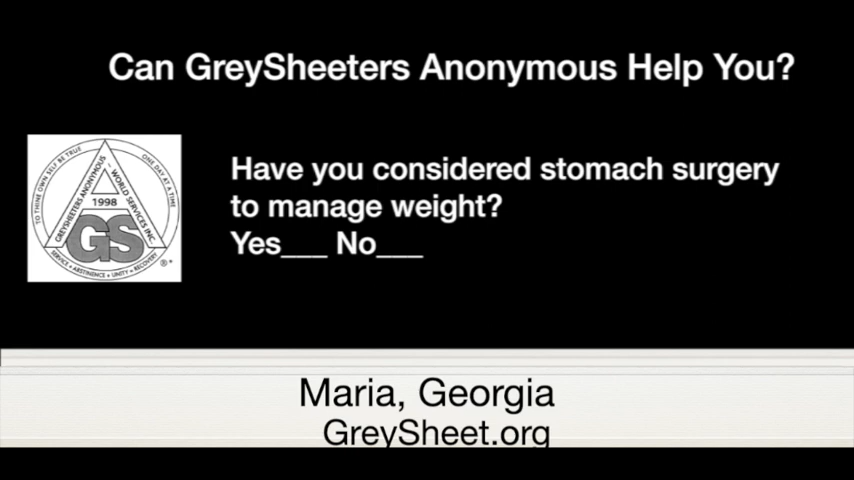 Can GreySheeters Anonymous Help You?
TO THINE OWN SELF BE TRUE
ONE DAY AT A TIME
GREYSHEETERS ANONYMOUS
WORLD SERVICES INC.
1998
GS
SERVICE • ABSTINENCE • UNITY • RECOVERY
®
Have you considered stomach surgery
to manage weight?
Yes___ No___
Maria, Georgia
GreySheet.org